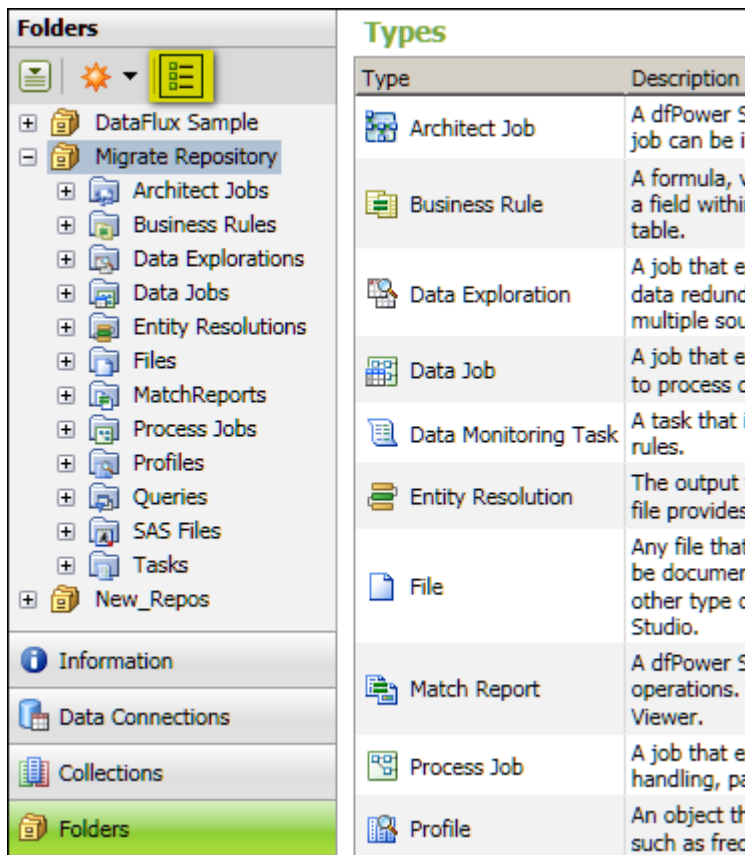 Folders
DataFlux Sample
Migrate Repository
Architect Jobs
Business Rules
Data Explorations
Data Jobs
Entity Resolutions
Files
MatchReports
Process Jobs
Profiles
Queries
SAS Files
Tasks
New_Repos
Information
Data Connections
Collections
Folders
Types
Type Description
Architect Job
A dfPower S
job can be i
Business Rule
A formula, v
a field within
table.
Data Exploration
A job that e
data redund
multiple sou
Data Job
A job that e
to process d
Data Monitoring Task
A task that i
rules.
Entity Resolution
The output
file provides
File
Any file that
be documen
other type o
Studio.
Match Report
A dfPower S
operations.
Viewer.
Process Job
A job that e
handling, pa
Profile
An object th
such as freq